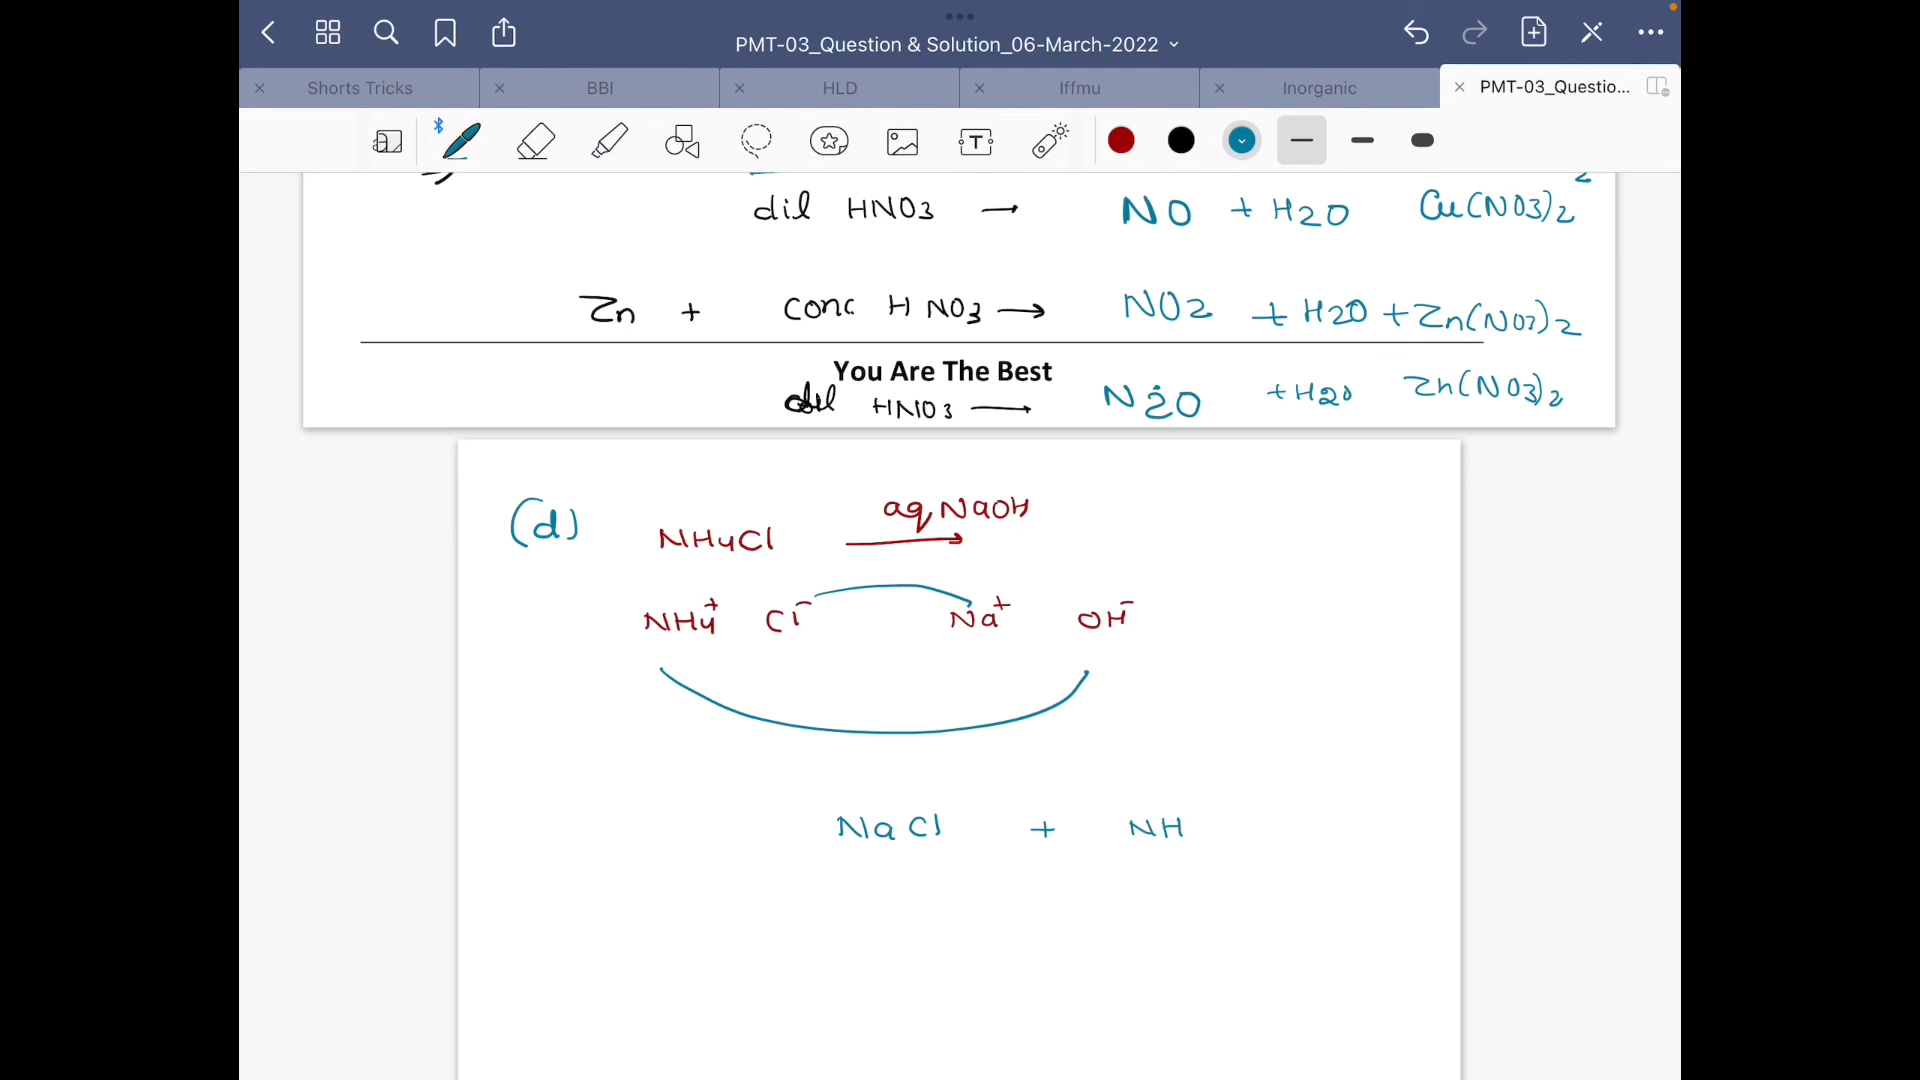 PMT-03_Question & Solution_06-March-2022
Shorts Tricks BBI HLD Iffmu Inorganic PMT-03_Questio...
T
2
dil HNO3 → NO + H2O Cu(NO3)2
Zn + conc HNO3 → NO2 + H2O + Zn(NO3)2
You Are The Best
dil HNO3 → N2O + H2O Zn(NO3)2
(d) NH4Cl aq NaOH →
NH4+ Cl- Na+ OH-
NaCl + NH